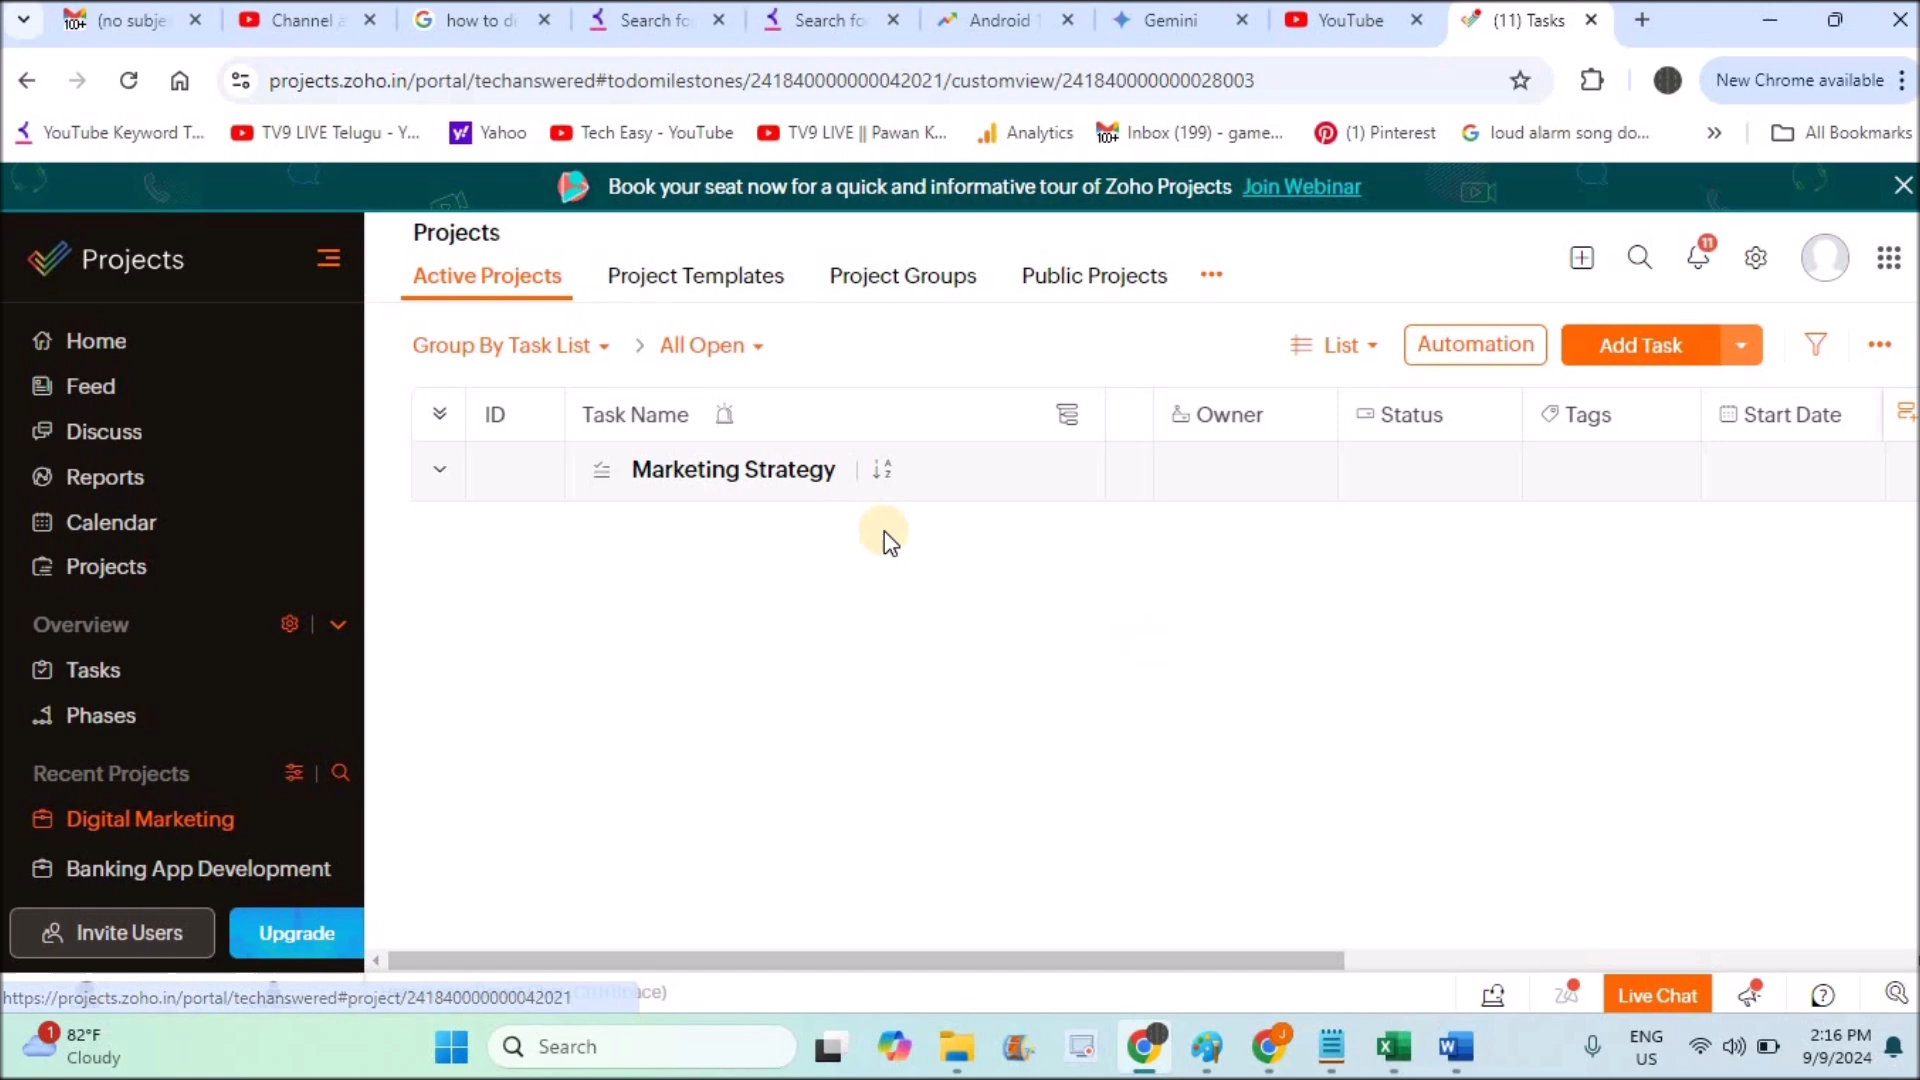 (no subje
Channel a
how to di
Search fo
Search fo
Android 1
Gemini
YouTube
(11) Tasks
projects.zoho.in/portal/techanswered#todomilestones/241840000000042021/customview/241840000000028003
New Chrome available
YouTube Keyword T...
TV9 LIVE Telugu - Y...
Yahoo
Tech Easy - YouTube
TV9 LIVE || Pawan K...
Analytics
Inbox (199) - game...
(1) Pinterest
loud alarm song do...
All Bookmarks
Book your seat now for a quick and informative tour of Zoho Projects Join Webinar
Projects
Projects
Active Projects
Project Templates
Project Groups
Public Projects
11
Home
Feed
Discuss
Reports
Calendar
Projects
Group By Task List
All Open
List
Automation
Add Task
ID
Task Name
Owner
Status
Tags
Start Date
Marketing Strategy
Overview
Tasks
Phases
Recent Projects
Digital Marketing
Banking App Development
Invite Users
Upgrade
https://projects.zoho.in/portal/techanswered#project/241840000000042021
Live Chat
1
82°F
Cloudy
Search
ENG
US
2:16 PM
9/9/2024